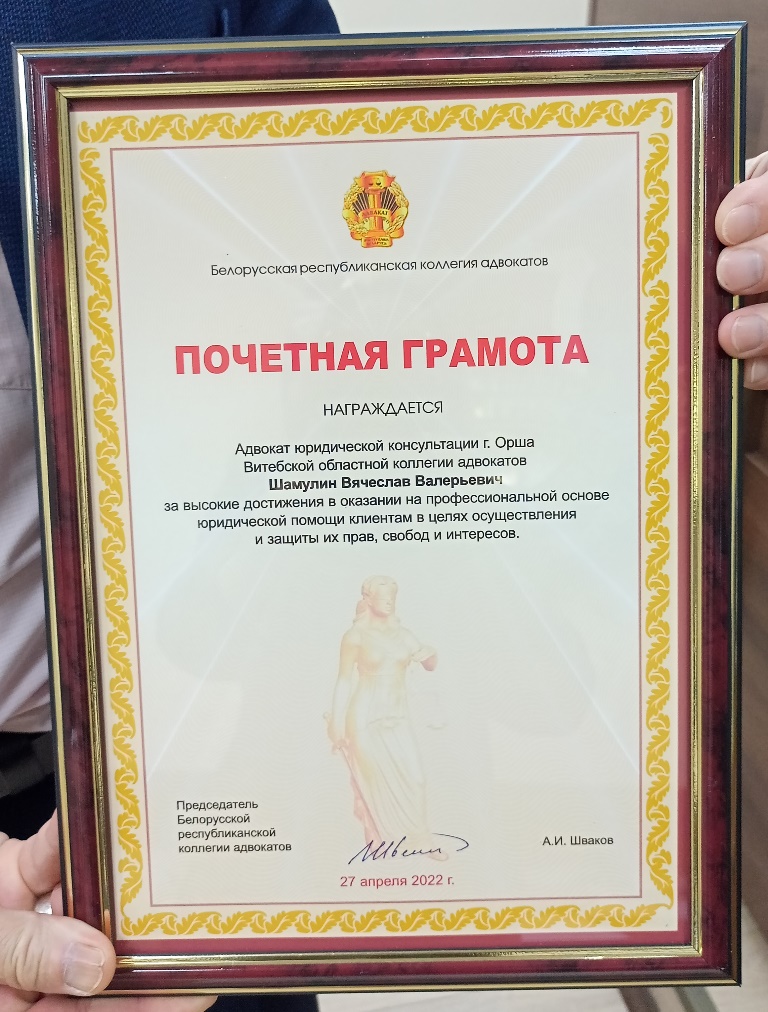 АДВАКАТ
Белорусская республиканская коллегия адвокатов
ПОЧЕТНАЯ ГРАМОТА
НАГРАЖДАЕТСЯ
Адвокат юридической консультации г. Орша
Витебской областной коллегии адвокатов
Шамулин Вячеслав Валерьевич
за высокие достижения в оказании на профессиональной основе
юридической помощи клиентам в целях осуществления
и защиты их прав, свобод и интересов.
Председатель
Белорусской
республиканской
коллегии адвокатов
А.И. Шваков
27 апреля 2022 г.